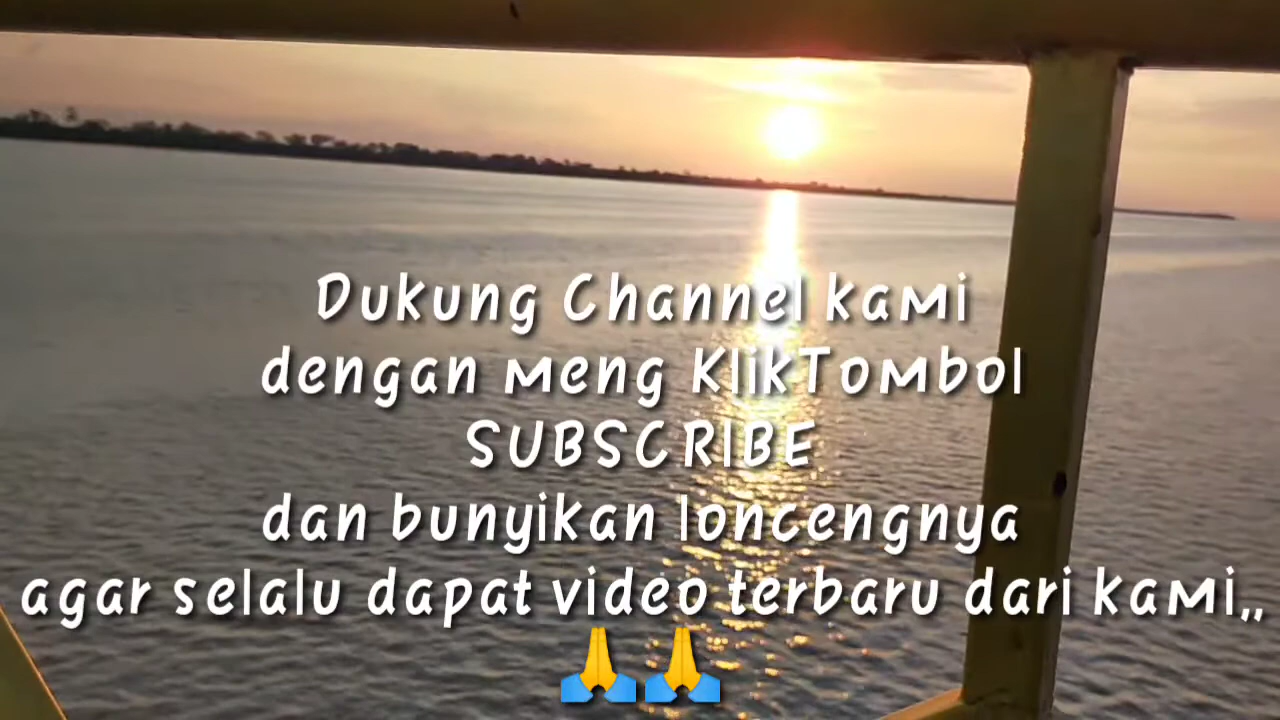 Dukung Channel kami
dengan meng KlikTombol
SUBSCRIBE
dan bunyikan loncengnya
agar selalu dapat video terbaru dari kami,,
🙏🙏